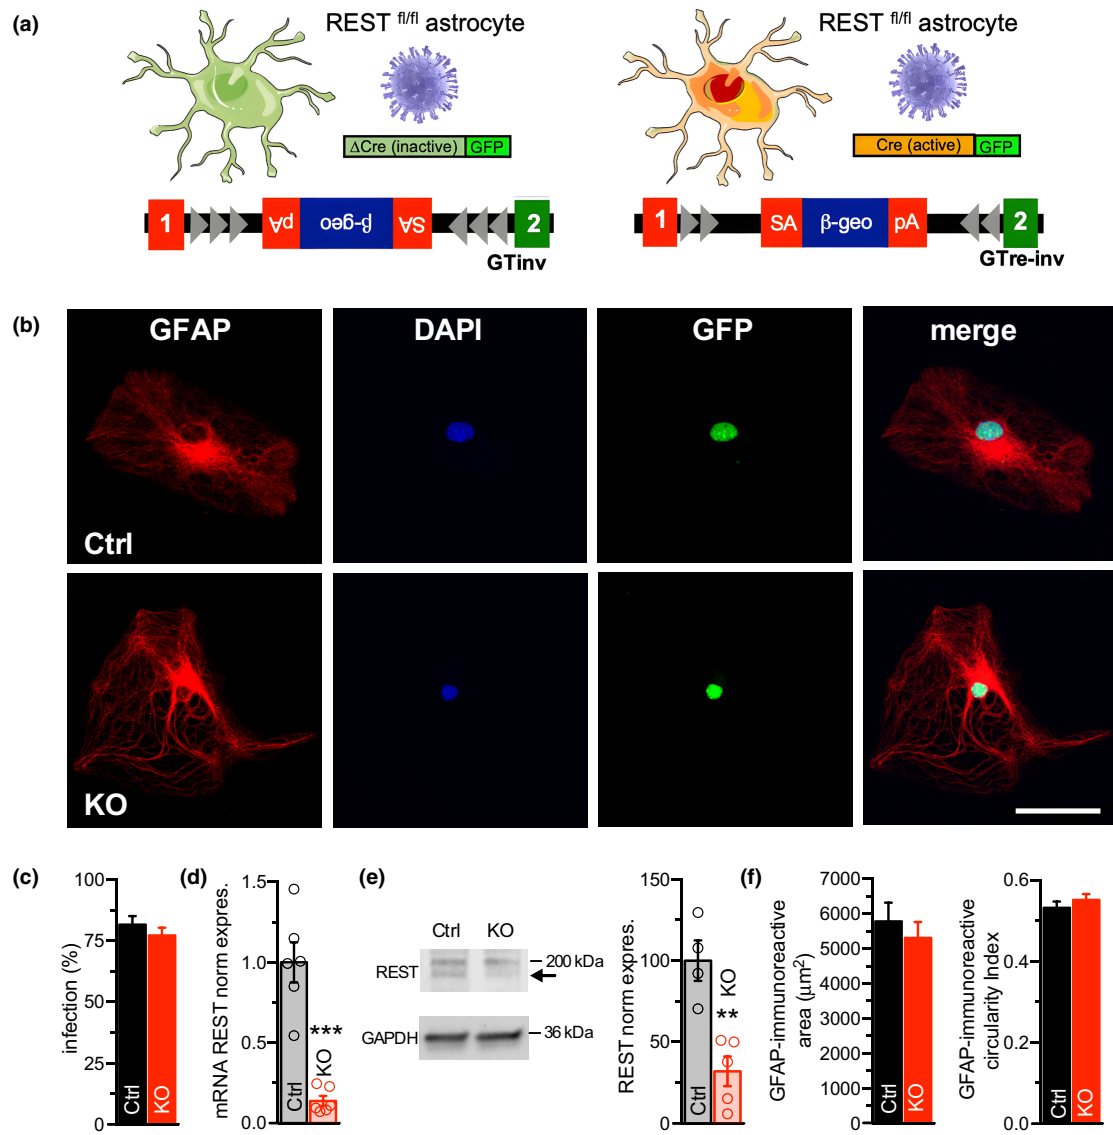 (a)
REST fl/fl astrocyte
ΔCre (inactive) GFP
1 pA β-geo SA 2
GTinv
REST fl/fl astrocyte
Cre (active) GFP
1 SA β-geo pA 2
GTre-inv
(b)
GFAP DAPI GFP merge
Ctrl
KO
(c)
infection (%)
100
75
50
25
0
Ctrl
KO
(d)
mRNA REST norm expres.
1.5
1.0
0.5
0.0
Ctrl
***
KO
(e)
Ctrl KO
REST
200 kDa
GAPDH
36 kDa
REST norm expres.
150
100
50
0
Ctrl
**
KO
(f)
GFAP-immunoreactive
area (μm2)
7000
6000
5000
4000
3000
2000
1000
0
Ctrl
KO
GFAP-immunoreactive
circularity Index
0.6
0.4
0.2
0.0
Ctrl
KO